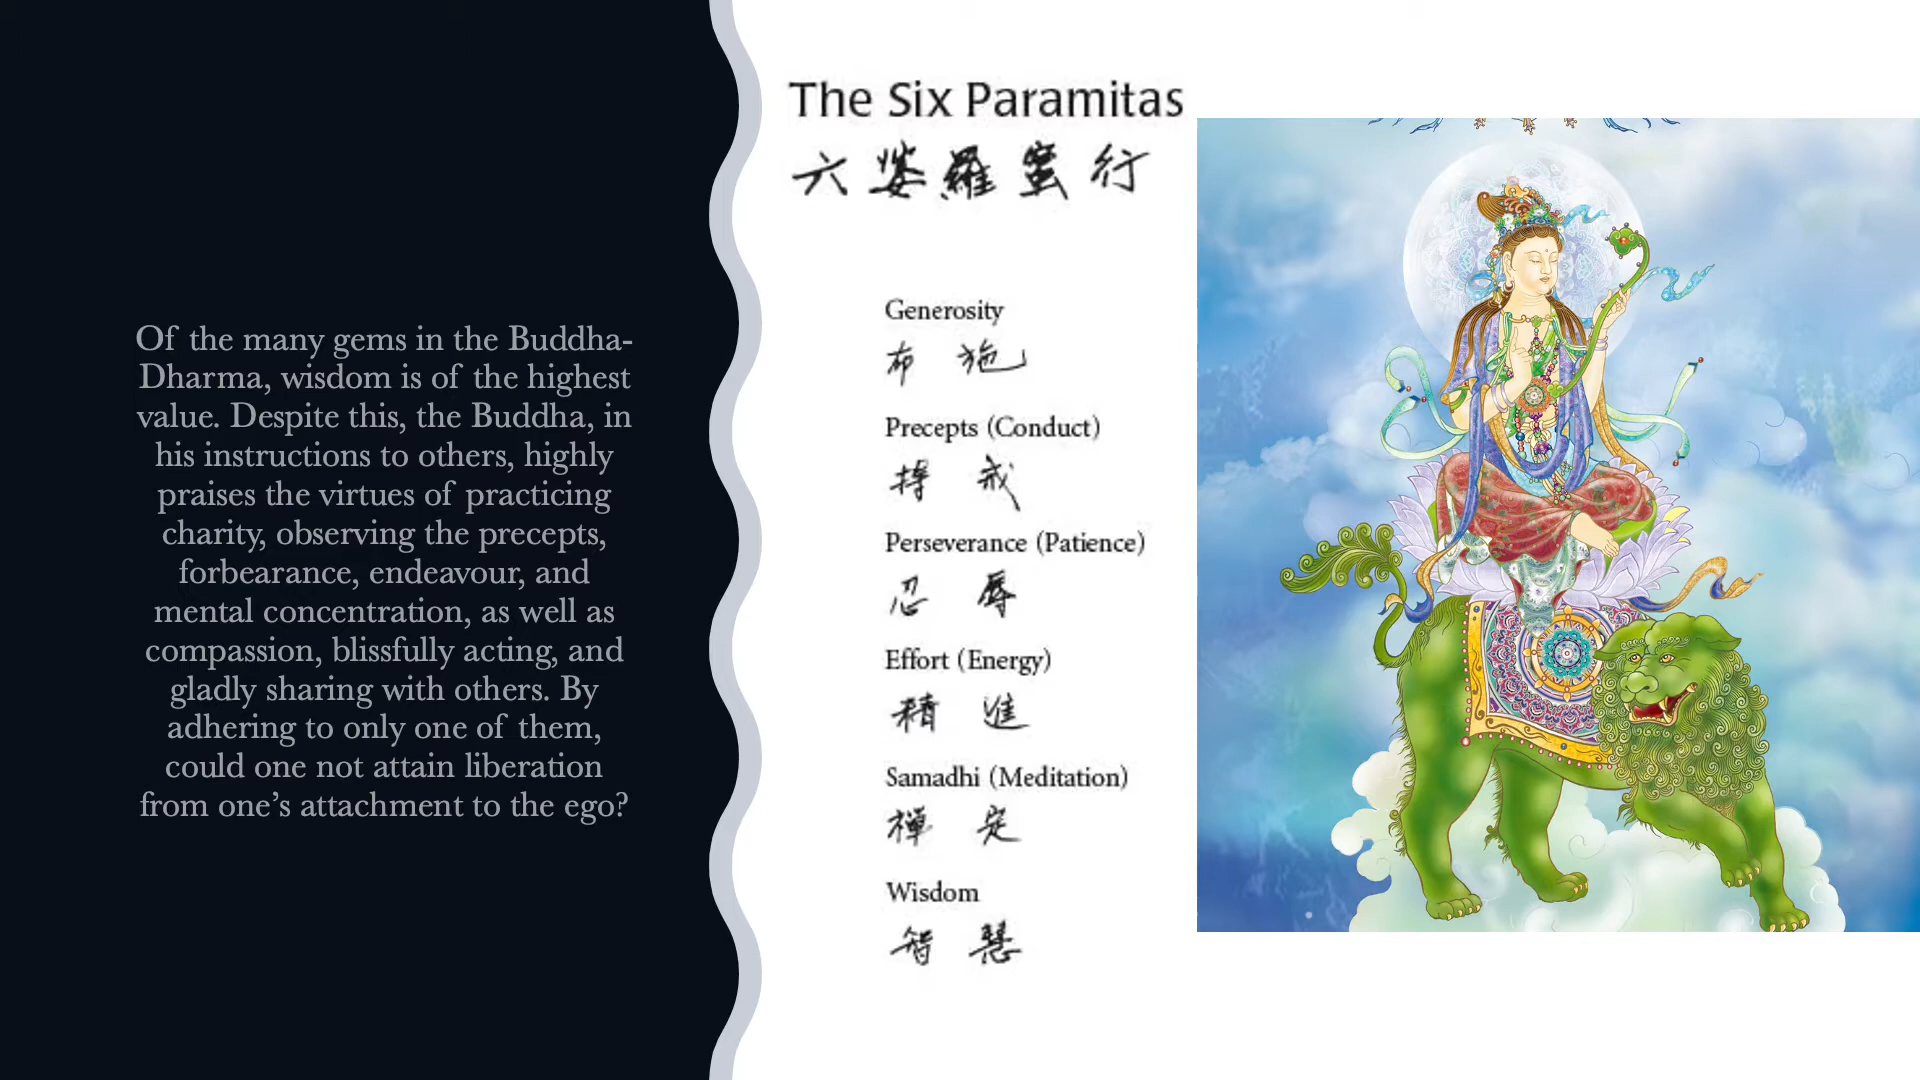 Of the many gems in the Buddha-
Dharma, wisdom is of the highest
value. Despite this, the Buddha, in
his instructions to others, highly
praises the virtues of practicing
charity, observing the precepts,
forbearance, endeavour, and
mental concentration, as well as
compassion, blissfully acting, and
gladly sharing with others. By
adhering to only one of them,
could one not attain liberation
from one’s attachment to the ego?
The Six Paramitas
六婆羅蜜行
Generosity
布施
Precepts (Conduct)
持戒
Perseverance (Patience)
忍辱
Effort (Energy)
精進
Samadhi (Meditation)
禪定
Wisdom
智慧